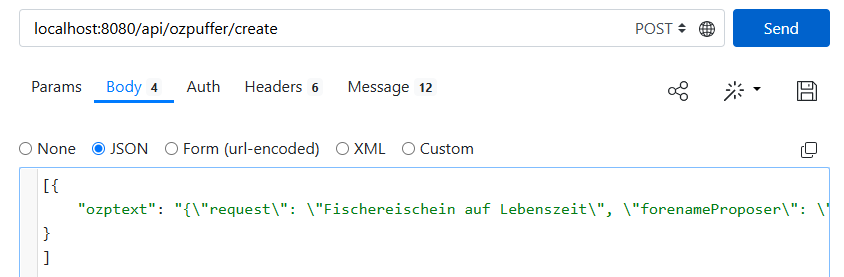 localhost:8080/api/ozpuffer/create POST Send
Params Body 4 Auth Headers 6 Message 12
None JSON Form (url-encoded) XML Custom
[{
"ozptext": "{\"request\": \"Fischereischein auf Lebenszeit\", \"forenameProposer\": \"
}
]